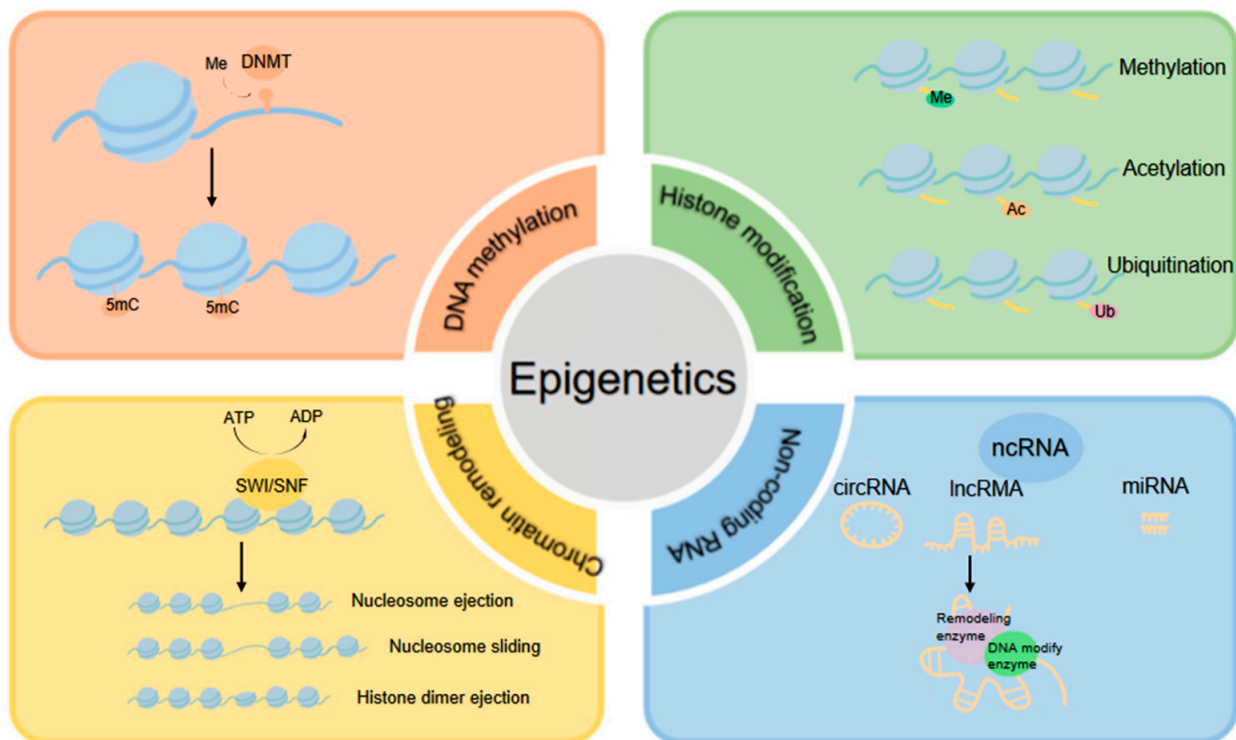 Me
DNMT
5mC
5mC
DNA methylation
Me
Methylation
Ac
Acetylation
Ub
Ubiquitination
Histone modification
Epigenetics
ATP
ADP
SWI/SNF
Nucleosome ejection
Nucleosome sliding
Histone dimer ejection
Chromatin remodeling
ncRNA
circRNA
lncRMA
miRNA
Remodeling
enzyme
DNA modify
enzyme
Non-coding RNA